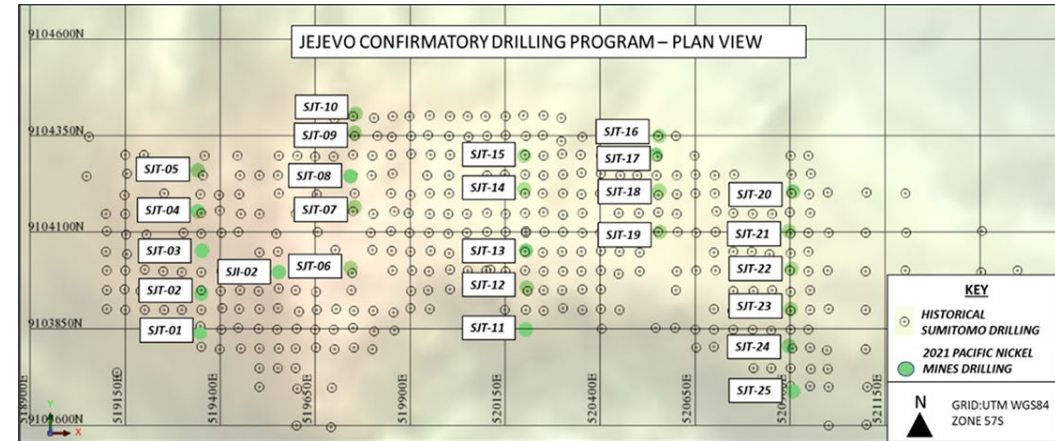 JEJEVO CONFIRMATORY DRILLING PROGRAM – PLAN VIEW
9104600N
SJT-10
SJT-09
SJT-16
9104350N
SJT-15
SJT-17
SJT-05
SJT-08
SJT-14
SJT-18
SJT-20
SJT-04
SJT-07
9104100N
SJT-19
SJT-21
SJT-03
SJT-13
SJI-02
SJT-06
SJT-22
SJT-02
SJT-12
SJT-23
9103850N
SJT-01
SJT-11
SJT-24
SJT-25
KEY
HISTORICAL
SUMITOMO DRILLING
2021 PACIFIC NICKEL
MINES DRILLING
N
GRID:UTM WGS84
ZONE 57S
518900E
519150E
519400E
519650E
519900E
520150E
520400E
520650E
521150E
Y
X